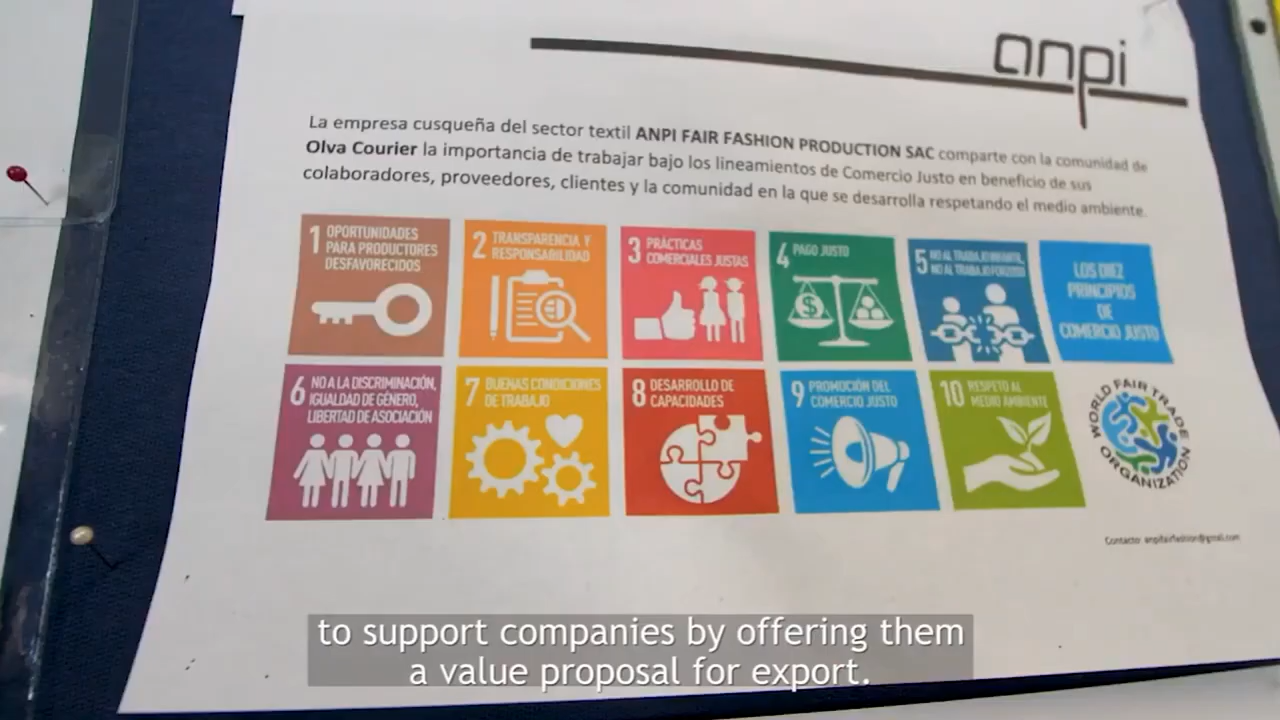 anpi
La empresa cusqueña del sector textil ANPI FAIR FASHION PRODUCTION SAC comparte con la comunidad de
Olva Courier la importancia de trabajar bajo los lineamientos de Comercio Justo en beneficio de sus
colaboradores, proveedores, clientes y la comunidad en la que se desarrolla respetando el medio ambiente.
1 OPORTUNIDADES
PARA PRODUCTORES
DESFAVORECIDOS
2 TRANSPARENCIA Y
RESPONSABILIDAD
$
3 PRÁCTICAS
COMERCIALES JUSTAS
4 PAGO JUSTO
5 NO AL TRABAJO INFANTIL,
NO AL TRABAJO FORZOSO
LOS DIEZ
PRINCIPIOS
DE
COMERCIO JUSTO
6 NO A LA DISCRIMINACIÓN,
IGUALDAD DE GÉNERO,
LIBERTAD DE ASOCIACIÓN
7 BUENAS CONDICIONES
DE TRABAJO
8 DESARROLLO DE
CAPACIDADES
9 PROMOCIÓN DEL
COMERCIO JUSTO
10 RESPETO AL
MEDIO AMBIENTE
WORLD FAIR TRADE
ORGANIZATION
Contacto: anpifairfashion@gmail.com
to support companies by offering them
a value proposal for export.